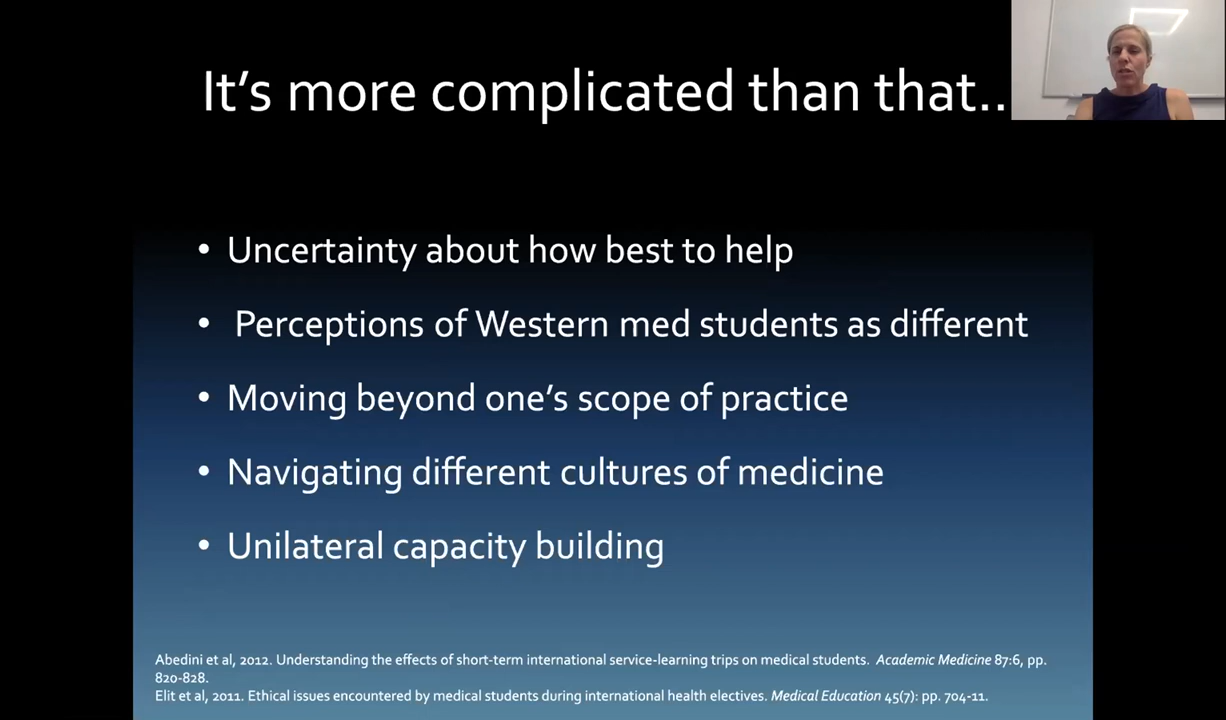 It's more complicated than that..
• Uncertainty about how best to help
• Perceptions of Western med students as different
• Moving beyond one's scope of practice
• Navigating different cultures of medicine
• Unilateral capacity building
Abedini et al, 2012. Understanding the effects of short-term international service-learning trips on medical students. Academic Medicine 87:6, pp.
820-828.
Elit et al, 2011. Ethical issues encountered by medical students during international health electives. Medical Education 45(7): pp. 704-11.